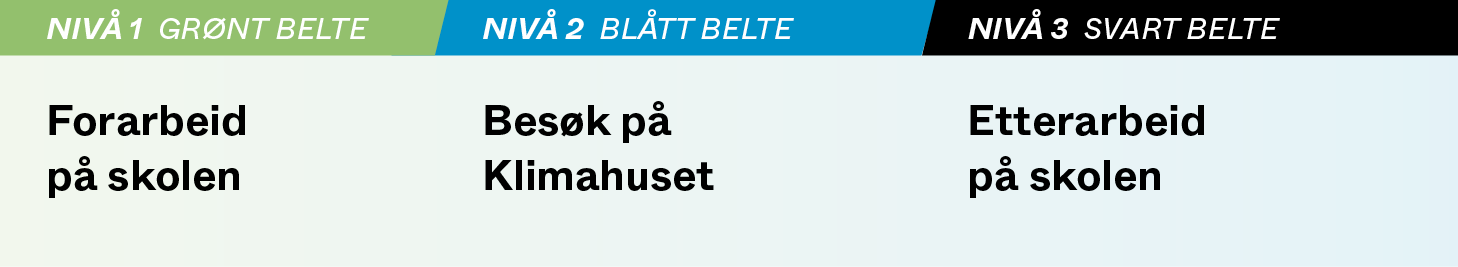 NIVÅ 1 GRØNT BELTE
Forarbeid
på skolen
NIVÅ 2 BLÅTT BELTE
Besøk på
Klimahuset
NIVÅ 3 SVART BELTE
Etterarbeid
på skolen